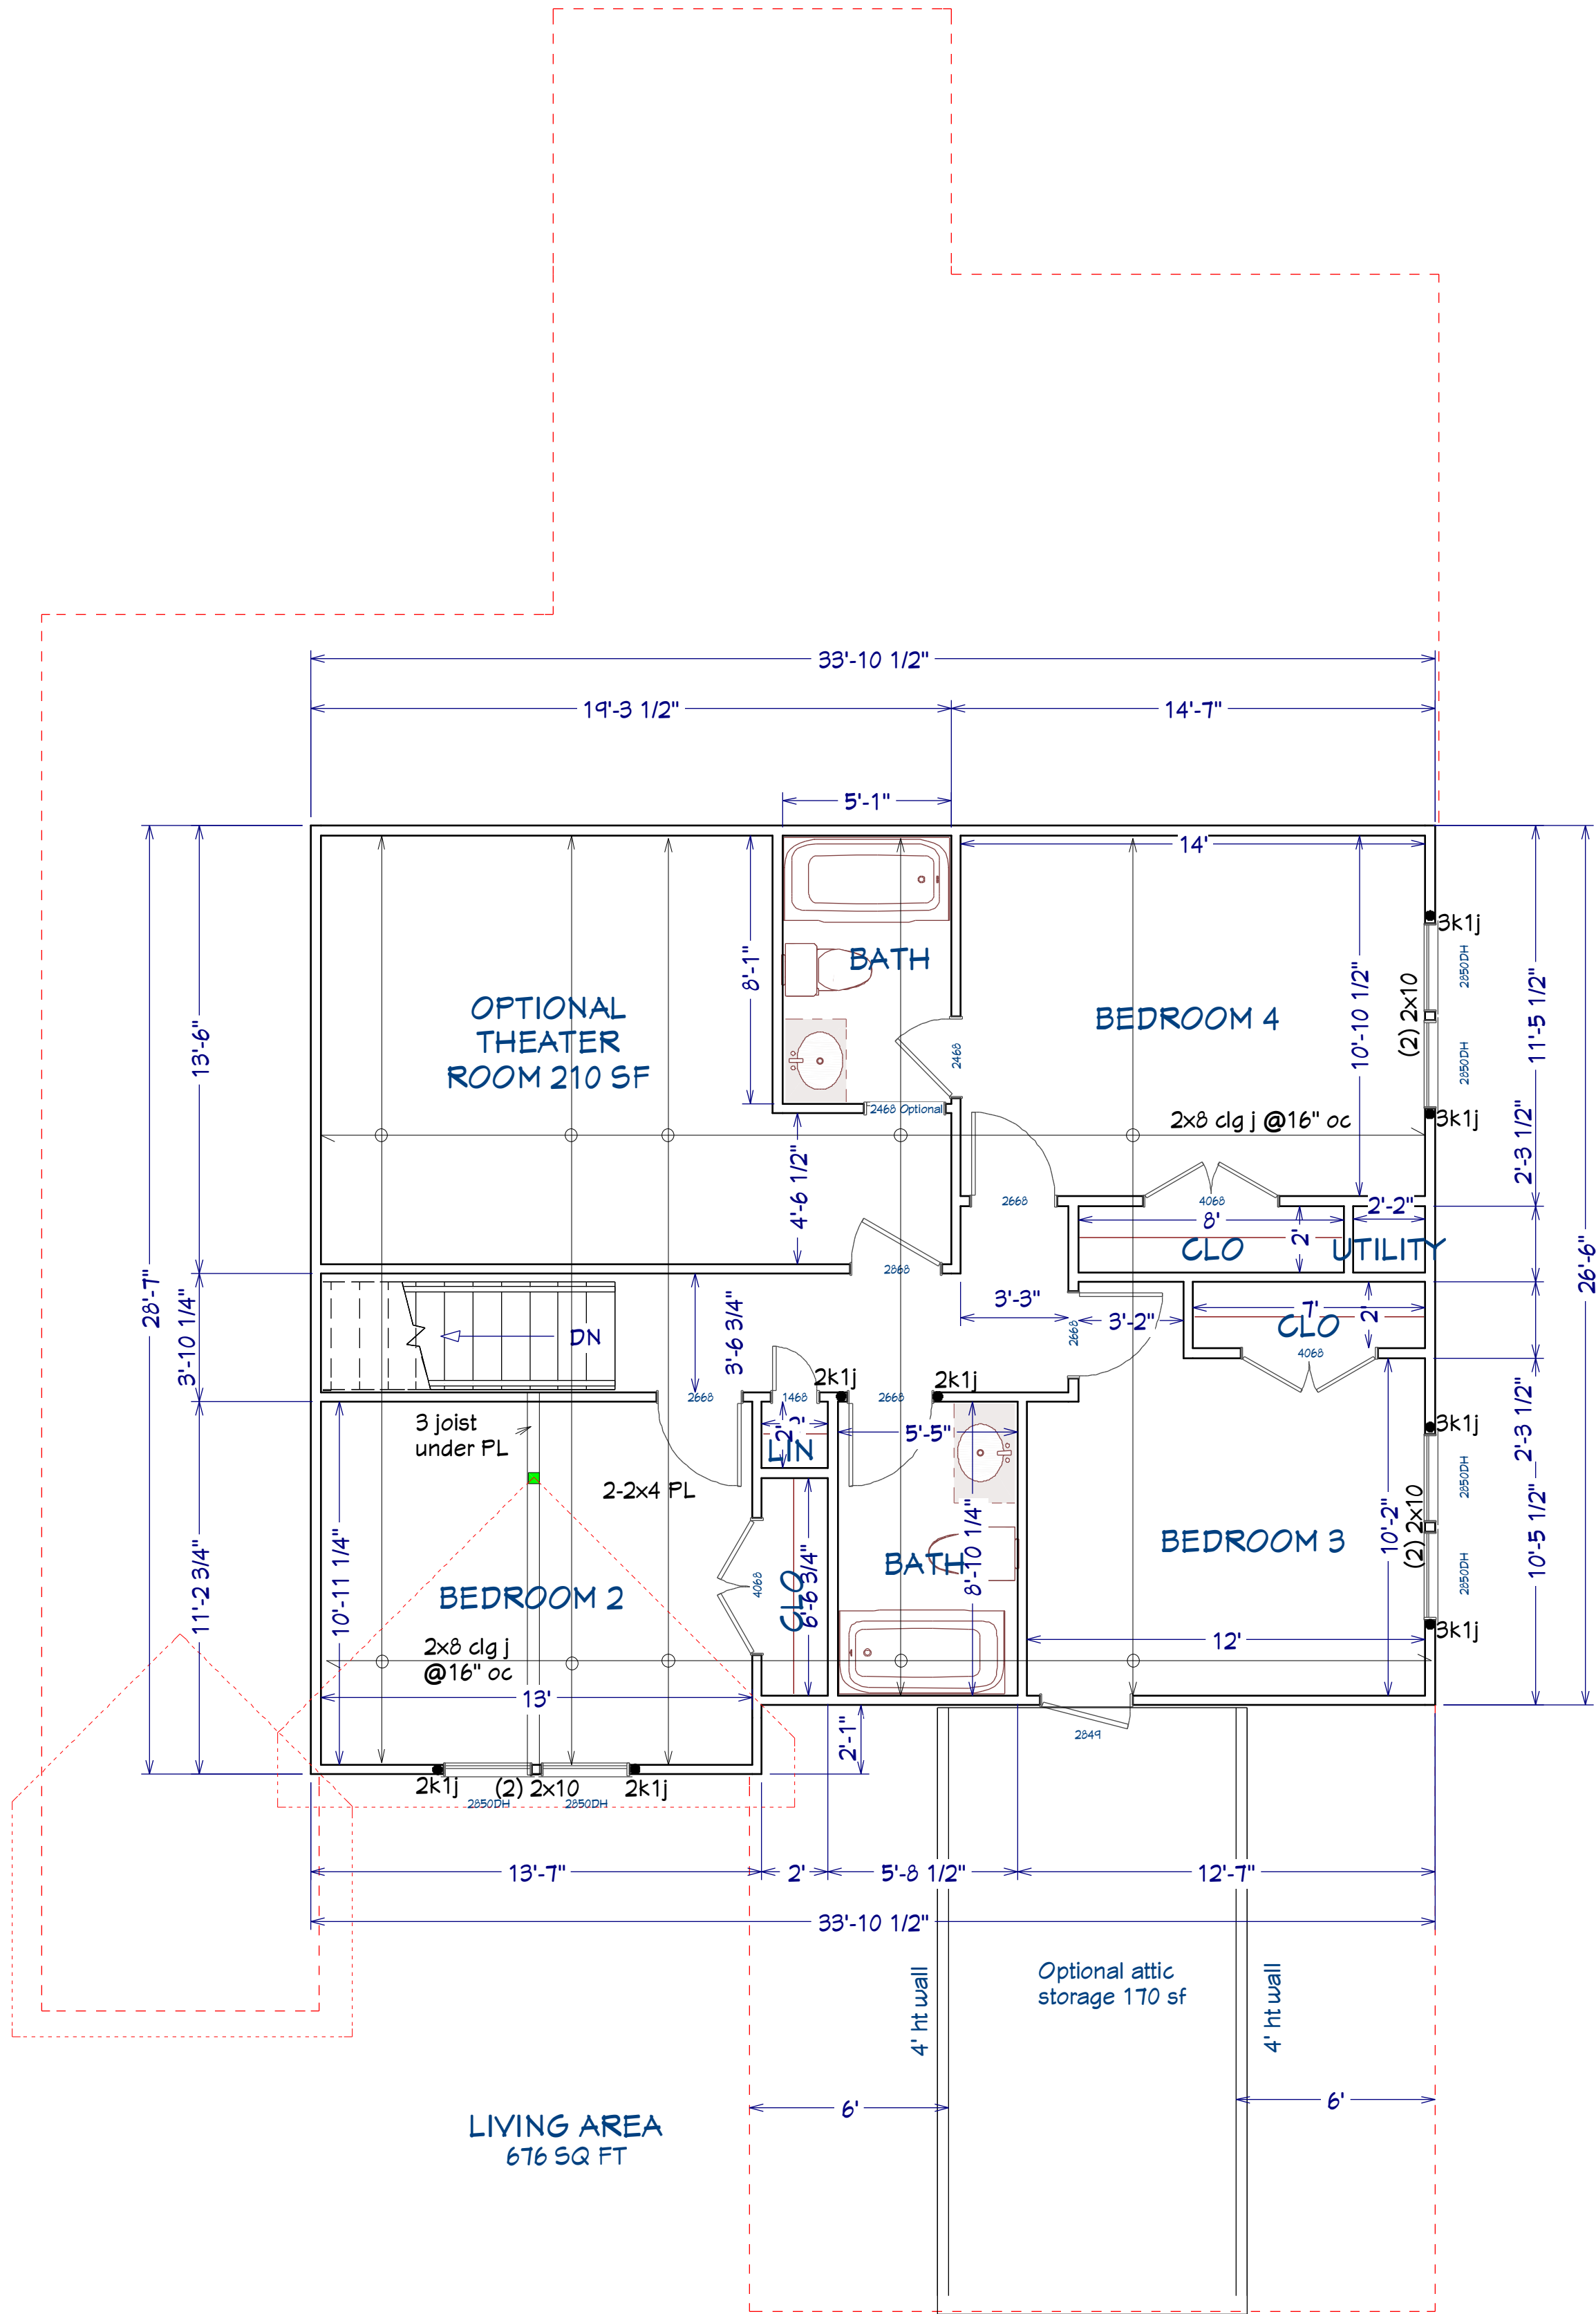 33'-10 1/2"
19'-3 1/2"
14'-7"
5'-1"
14'
8'-1"
BATH
OPTIONAL
THEATER
ROOM 210 SF
BEDROOM 4
3k1j
2850DH
(2) 2x10
2850DH
3k1j
10'-10 1/2"
11'-5 1/2"
2'-3 1/2"
26'-6"
28'-7"
13'-6"
2468
2468 Optional
2x8 clg j @16" oc
4'-6 1/2"
2668
4068
8'
2'
2'-2"
CLO
UTILITY
2868
3'-10 1/4"
DN
3'-6 3/4"
3'-3"
3'-2"
2668
7'
CLO
2'
4068
2k1j
2k1j
2668
1468
2668
3 joist
under PL
2'
LIN
5'-5"
3k1j
2850DH
(2) 2x10
2850DH
3k1j
2'-3 1/2"
10'-5 1/2"
10'-2"
2-2x4 PL
11'-2 3/4"
10'-11 1/4"
BEDROOM 2
4068
CLO
6'-6 3/4"
BATH
8'-10 1/4"
BEDROOM 3
2x8 clg j
@16" oc
13'
12'
2'-1"
2849
2k1j
(2) 2x10
2k1j
2850DH
2850DH
13'-7"
2'
5'-8 1/2"
12'-7"
33'-10 1/2"
4' ht wall
Optional attic
storage 170 sf
4' ht wall
6'
6'
LIVING AREA
676 SQ FT